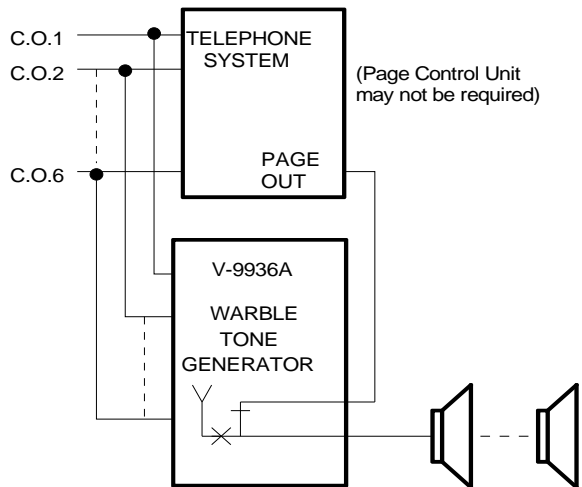 C.O.1
TELEPHONE
SYSTEM
C.O.2
(Page Control Unit
may not be required)
C.O.6
PAGE
OUT
V-9936A
WARBLE
TONE
GENERATOR